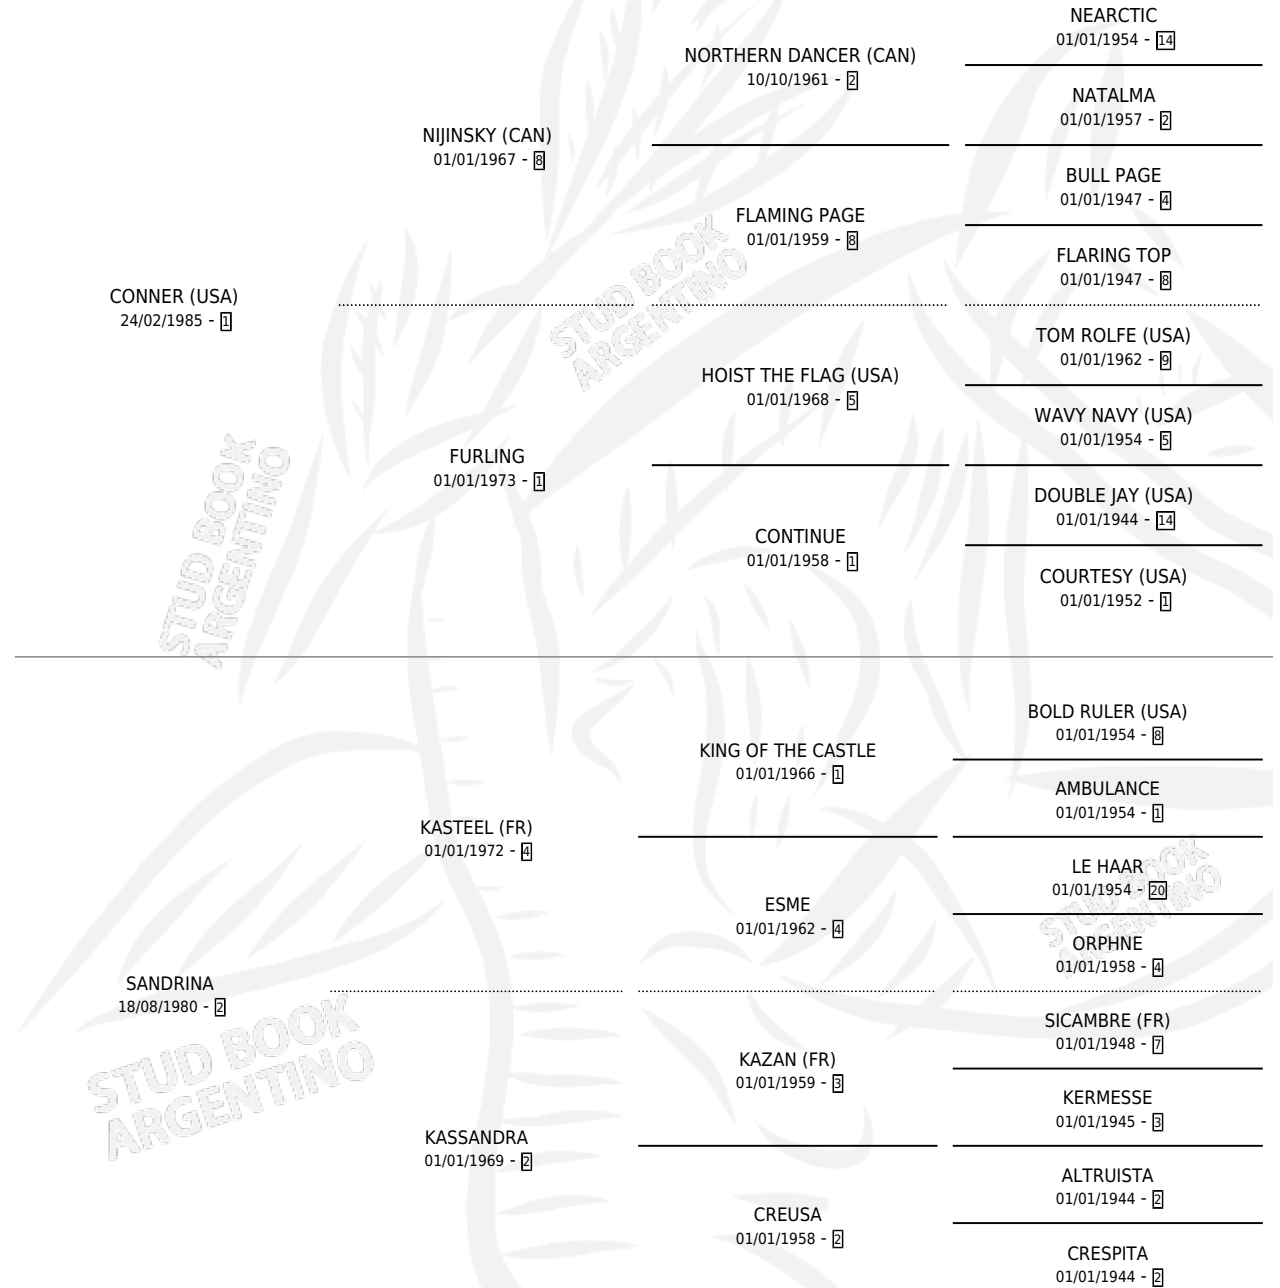 NEARCTIC
01/01/1954 - 14
NORTHERN DANCER (CAN)
10/10/1961 - 2
NATALMA
01/01/1957 - 2
NIJINSKY (CAN)
01/01/1967 - 8
BULL PAGE
01/01/1947 - 4
FLAMING PAGE
01/01/1959 - 8
FLARING TOP
01/01/1947 - 8
CONNER (USA)
24/02/1985 - 1
TOM ROLFE (USA)
01/01/1962 - 9
HOIST THE FLAG (USA)
01/01/1968 - 5
WAVY NAVY (USA)
01/01/1954 - 5
FURLING
01/01/1973 - 1
DOUBLE JAY (USA)
01/01/1944 - 14
CONTINUE
01/01/1958 - 1
COURTESY (USA)
01/01/1952 - 1
BOLD RULER (USA)
01/01/1954 - 8
KING OF THE CASTLE
01/01/1966 - 1
AMBULANCE
01/01/1954 - 1
KASTEEL (FR)
01/01/1972 - 4
LE HAAR
01/01/1954 - 20
ESME
01/01/1962 - 4
ORPHNE
01/01/1958 - 4
SANDRINA
18/08/1980 - 2
SICAMBRE (FR)
01/01/1948 - 7
KAZAN (FR)
01/01/1959 - 3
KERMESSE
01/01/1945 - 3
KASSANDRA
01/01/1969 - 2
ALTRUISTA
01/01/1944 - 2
CREUSA
01/01/1958 - 2
CRESPITA
01/01/1944 - 2
STUD BOOK
ARGENTINO
STUD BOOK
ARGENTINO
STUD BOOK
ARGENTINO
STUD BOOK
ARGENTINO